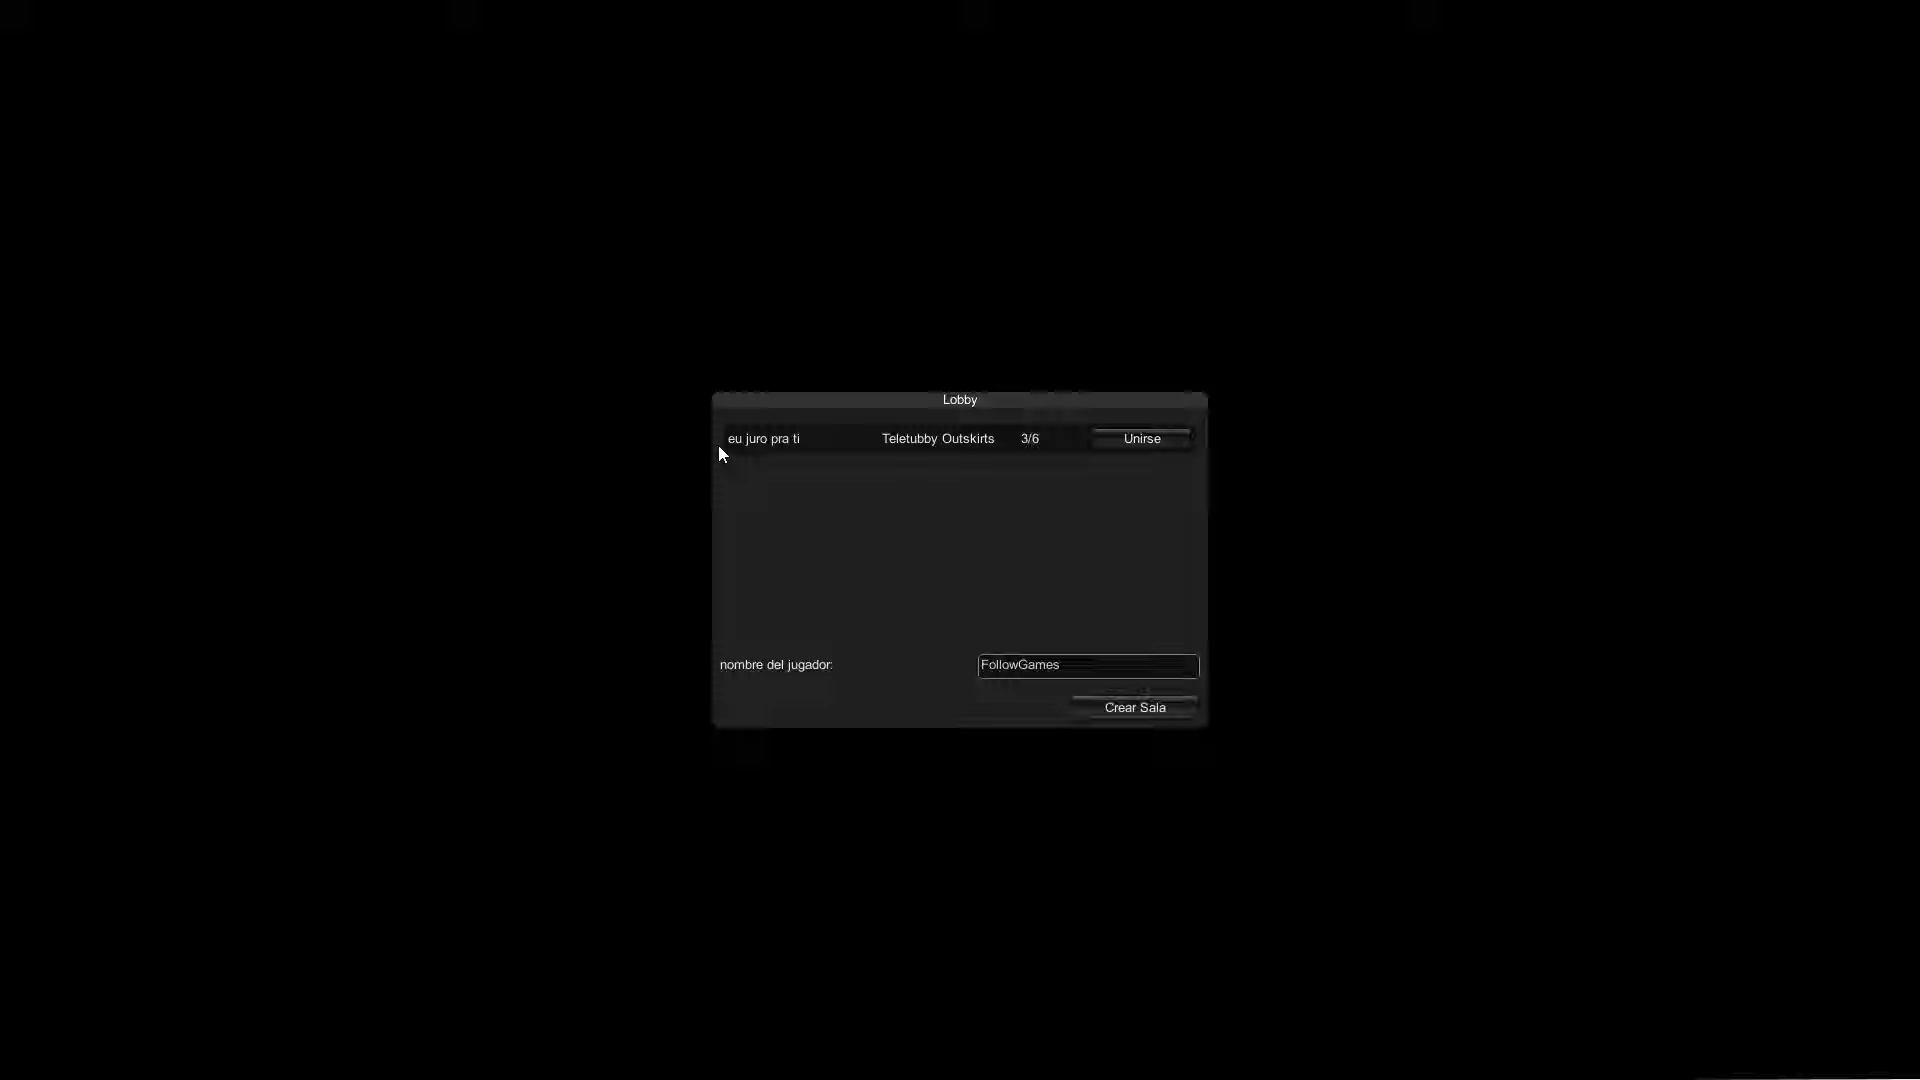 Lobby
eu juro pra ti Teletubby Outskirts 3/6 Unirse
nombre del jugador: FollowGames
Crear Sala